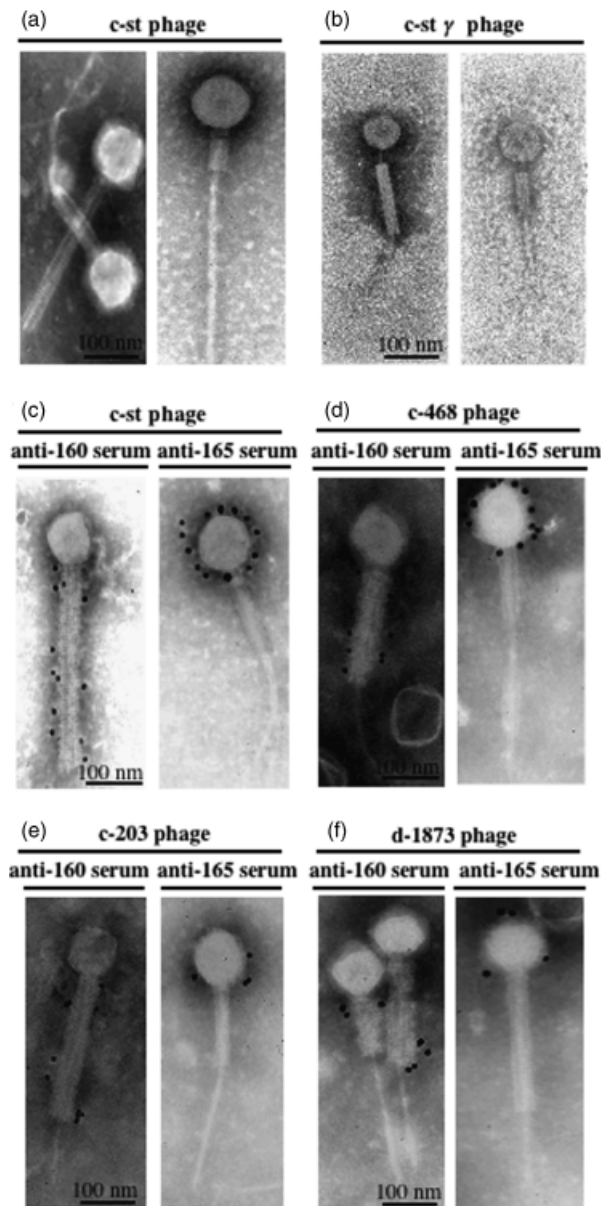 (a)
c-st phage
100 nm
(b)
c-st γ phage
100 nm
(c)
c-st phage
anti-160 serum
anti-165 serum
100 nm
(d)
c-468 phage
anti-160 serum
anti-165 serum
100 nm
(e)
c-203 phage
anti-160 serum
anti-165 serum
100 nm
(f)
d-1873 phage
anti-160 serum
anti-165 serum
100 nm